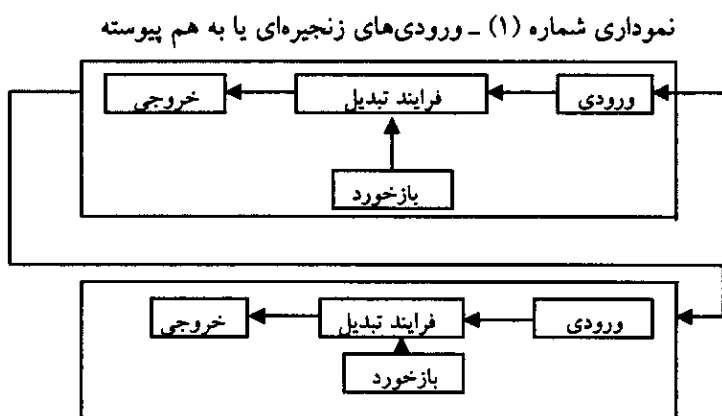 نموداری شماره (۱) ـ ورودی‌های زنجیره‌ای یا به هم پیوسته
ورودی
فرایند تبدیل
خروجی
بازخورد
ورودی
فرایند تبدیل
خروجی
بازخورد